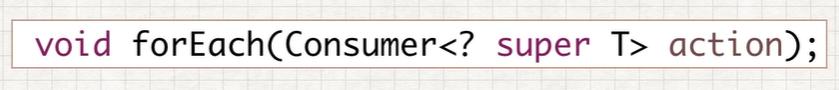 void forEach(Consumer<? super T> action);